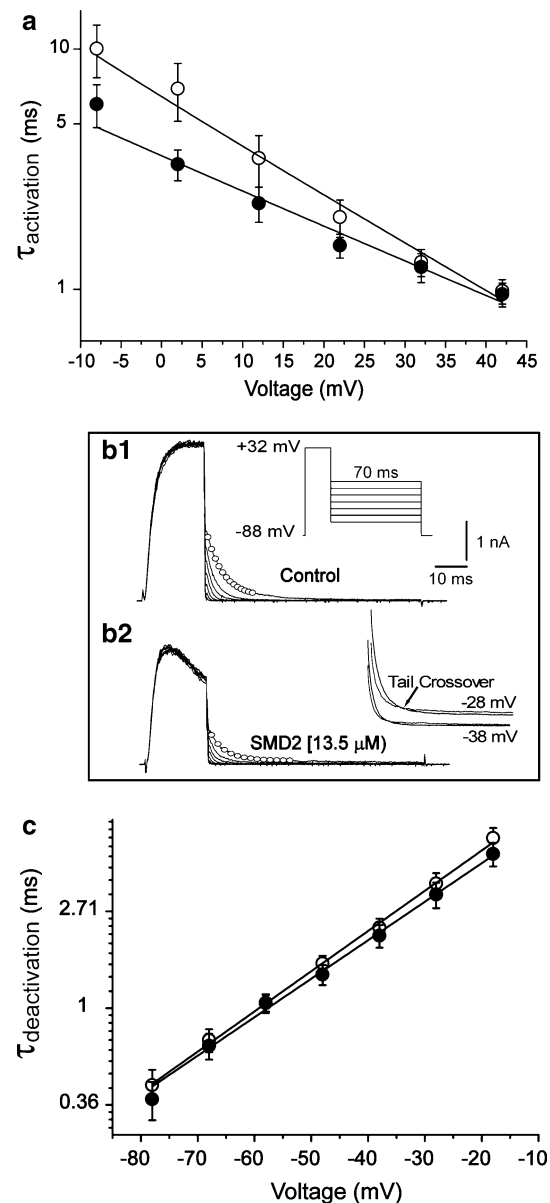 a
10
5
1
τactivation (ms)
-10 -5 0 5 10 15 20 25 30 35 40 45
Voltage (mV)
b1
+32 mV
70 ms
-88 mV
1 nA
10 ms
Control
b2
Tail Crossover
-28 mV
-38 mV
SMD2 [13.5 μM)
c
2.71
1
0.36
τdeactivation (ms)
-80 -70 -60 -50 -40 -30 -20 -10
Voltage (mV)